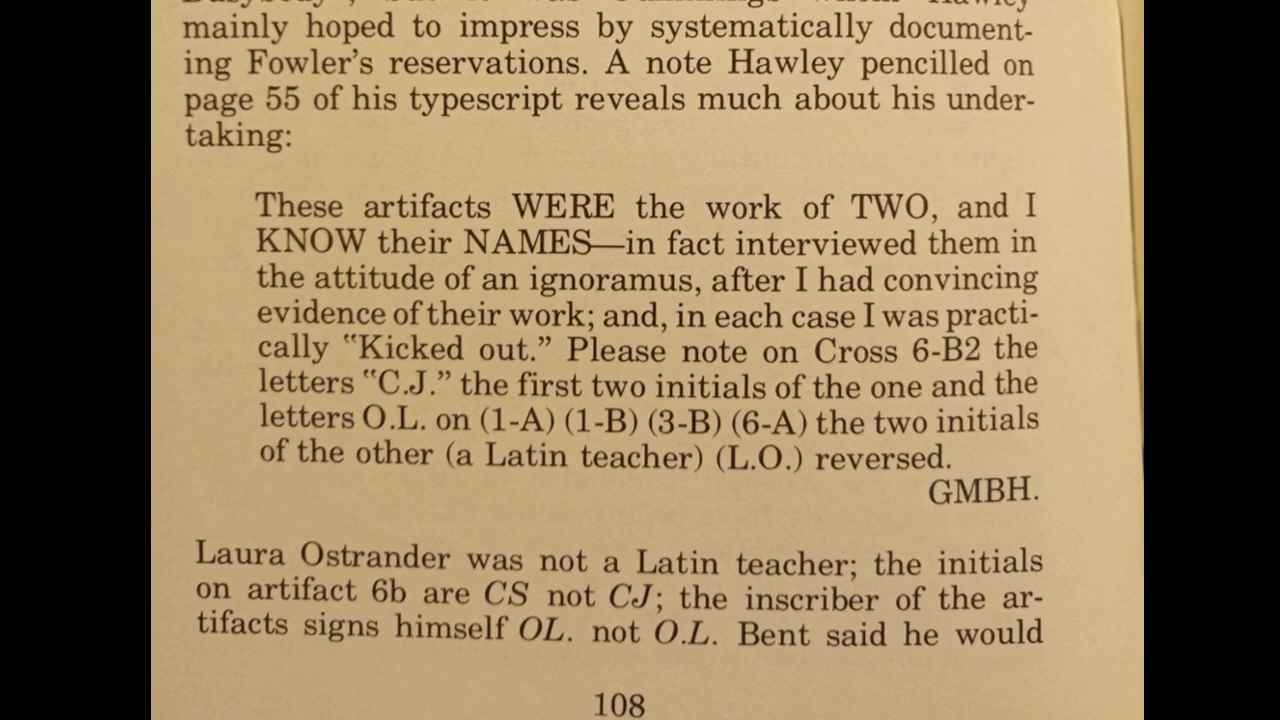 mainly hoped to impress by systematically document-
ing Fowler's reservations. A note Hawley pencilled on
page 55 of his typescript reveals much about his under-
taking:
These artifacts WERE the work of TWO, and I
KNOW their NAMES—in fact interviewed them in
the attitude of an ignoramus, after I had convincing
evidence of their work; and, in each case I was practi-
cally "Kicked out." Please note on Cross 6-B2 the
letters "C.J." the first two initials of the one and the
letters O.L. on (1-A) (1-B) (3-B) (6-A) the two initials
of the other (a Latin teacher) (L.O.) reversed.
GMBH.
Laura Ostrander was not a Latin teacher; the initials
on artifact 6b are CS not CJ; the inscriber of the ar-
tifacts signs himself OL. not O.L. Bent said he would
108